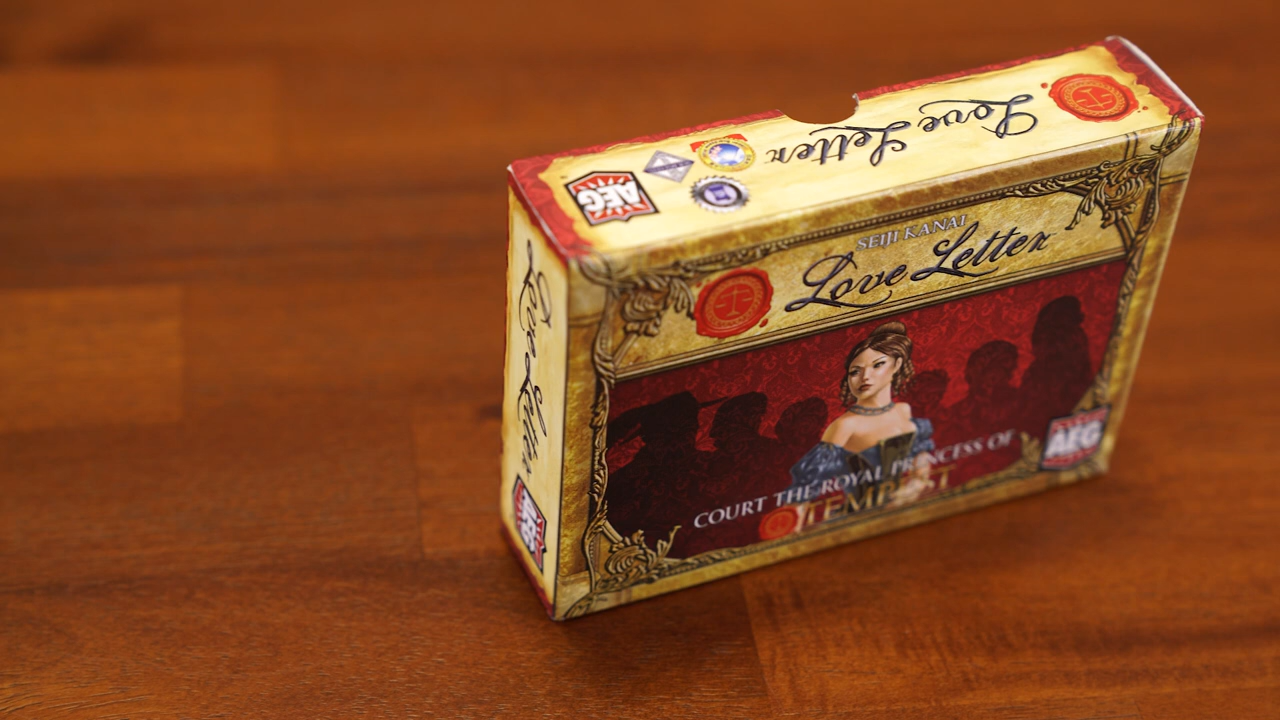 Love Letter
AEG
SEIJI KANAI
Love Letter
COURT THE ROYAL PRINCESS OF
TEMPEST
AEG
Love Letter
AEG